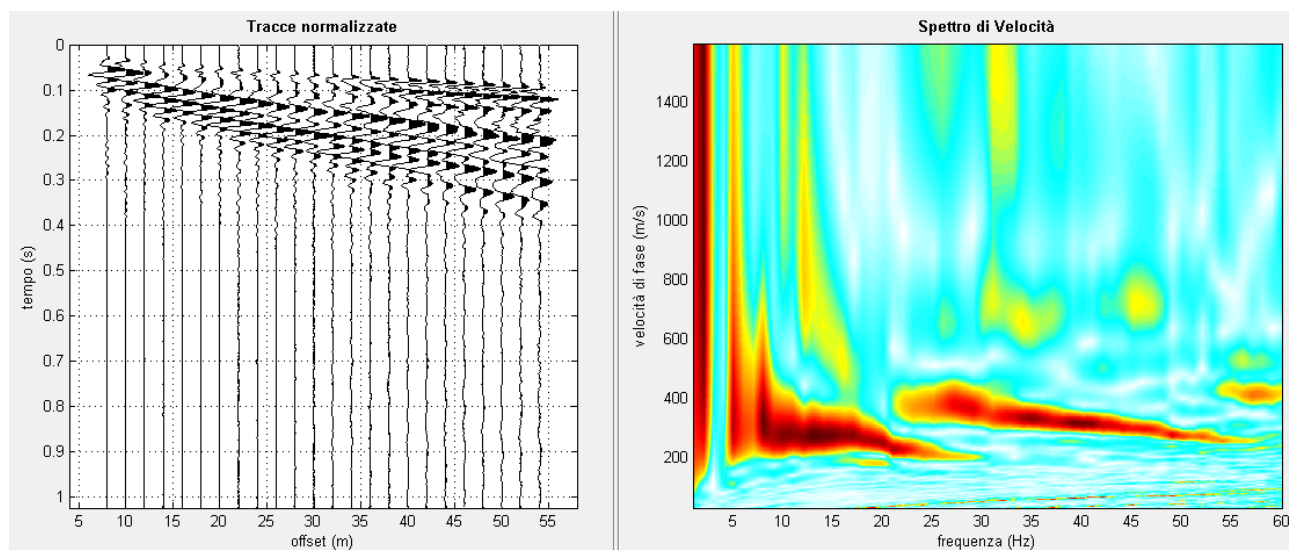 Tracce normalizzate
0
0.1
0.2
0.3
0.4
0.5
0.6
0.7
0.8
0.9
1
tempo (s)
5 10 15 20 25 30 35 40 45 50 55
offset (m)
Spettro di Velocità
1400
1200
1000
800
600
400
200
velocità di fase (m/s)
5 10 15 20 25 30 35 40 45 50 55 60
frequenza (Hz)